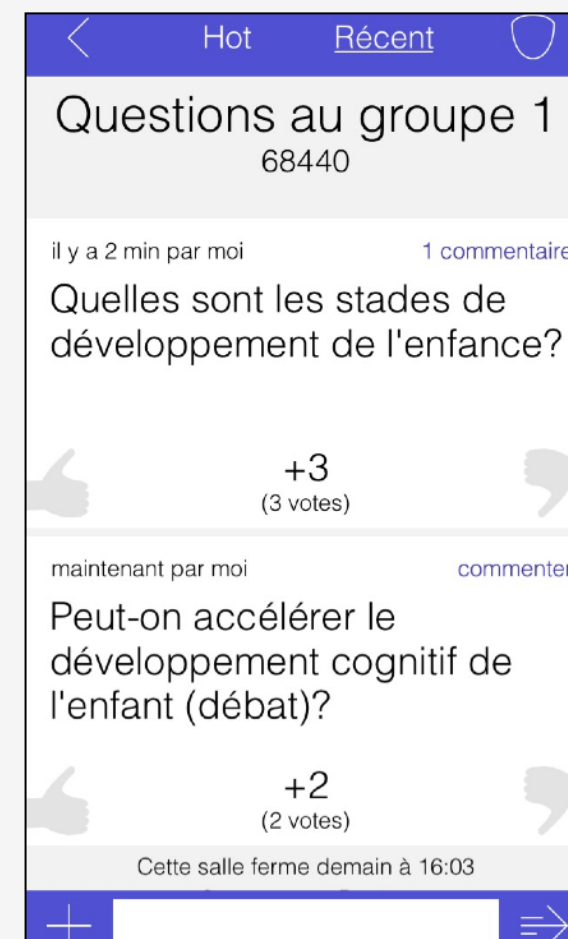 Hot Récent
Questions au groupe 1
68440
il y a 2 min par moi 1 commentaire
Quelles sont les stades de
développement de l'enfance?
+3
(3 votes)
maintenant par moi commenter
Peut-on accélérer le
développement cognitif de
l'enfant (débat)?
+2
(2 votes)
Cette salle ferme demain à 16:03